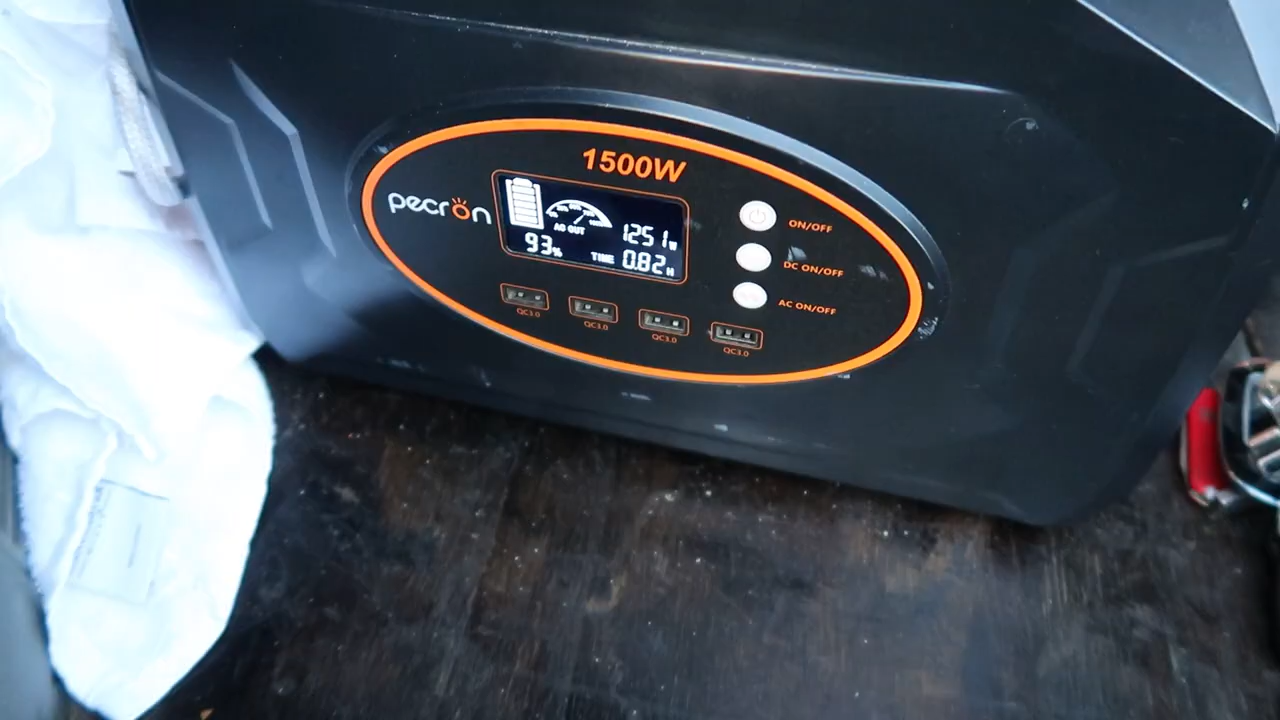 1500W
pecron
AC OUT
1251W
93%
TIME 0.82H
ON/OFF
DC ON/OFF
AC ON/OFF
QC3.0
QC3.0
QC3.0
QC3.0